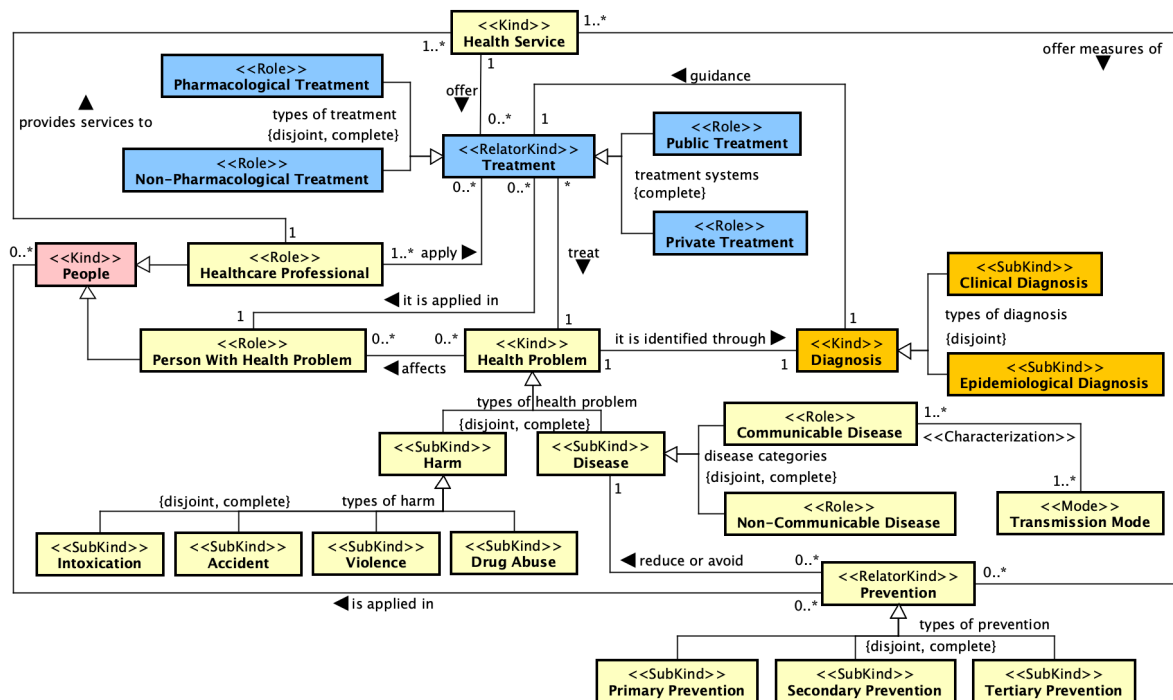 <<Kind>>
Health Service
1..*
1..*
1
offer measures of
<<Role>>
Pharmacological Treatment
types of treatment
{disjoint, complete}
<<Role>>
Non-Pharmacological Treatment
provides services to
offer
0..*
guidance
1
<<RelatorKind>>
Treatment
0..*
0..*
*
<<Role>>
Public Treatment
treatment systems
{complete}
<<Role>>
Private Treatment
1
0..*
<<Kind>>
People
<<Role>>
Healthcare Professional
1..*
apply
treat
it is applied in
1
1
1
<<SubKind>>
Clinical Diagnosis
types of diagnosis
{disjoint}
<<SubKind>>
Epidemiological Diagnosis
<<Role>>
Person With Health Problem
0..*
0..*
affects
<<Kind>>
Health Problem
1
it is identified through
1
<<Kind>>
Diagnosis
types of health problem
{disjoint, complete}
<<SubKind>>
Harm
<<SubKind>>
Disease
1
disease categories
{disjoint, complete}
<<Role>>
Communicable Disease
1..*
<<Characterization>>
1..*
<<Mode>>
Transmission Mode
<<Role>>
Non-Communicable Disease
{disjoint, complete}
types of harm
<<SubKind>>
Intoxication
<<SubKind>>
Accident
<<SubKind>>
Violence
<<SubKind>>
Drug Abuse
reduce or avoid
0..*
<<RelatorKind>>
Prevention
0..*
0..*
is applied in
types of prevention
{disjoint, complete}
<<SubKind>>
Primary Prevention
<<SubKind>>
Secondary Prevention
<<SubKind>>
Tertiary Prevention